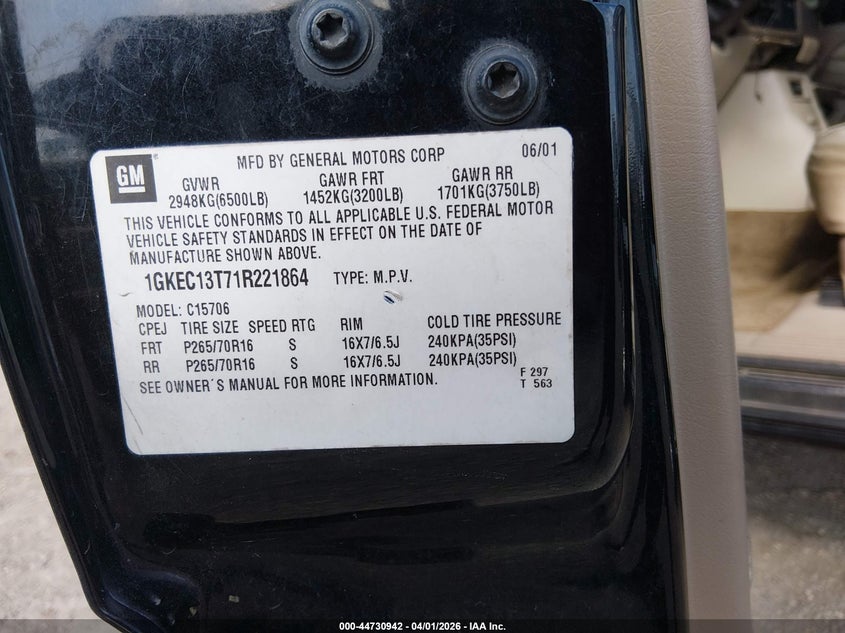 GM
MFD BY GENERAL MOTORS CORP 06/01
GVWR GAWR FRT GAWR RR
2948KG(6500LB) 1452KG(3200LB) 1701KG(3750LB)
THIS VEHICLE CONFORMS TO ALL APPLICABLE U.S. FEDERAL MOTOR
VEHICLE SAFETY STANDARDS IN EFFECT ON THE DATE OF
MANUFACTURE SHOWN ABOVE.
1GKEC13T71R221864 TYPE: M.P.V.
MODEL: C15706
CPEJ TIRE SIZE SPEED RTG RIM COLD TIRE PRESSURE
FRT P265/70R16 S 16X7/6.5J 240KPA(35PSI)
RR P265/70R16 S 16X7/6.5J 240KPA(35PSI)
SEE OWNER´S MANUAL FOR MORE INFORMATION.
F 297
T 563
000-44730942 - 04/01/2026 - IAA Inc.